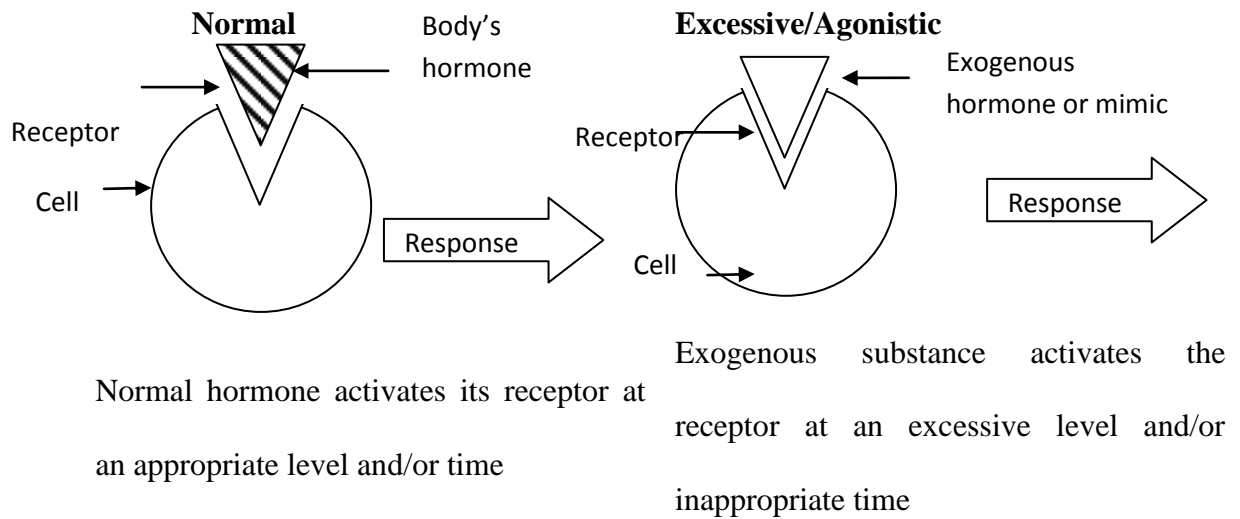 Normal
Body’s
hormone
Receptor
Cell
Response
Normal hormone activates its receptor at
an appropriate level and/or time
Excessive/Agonistic
Exogenous
hormone or mimic
Receptor
Cell
Response
Exogenous substance activates the
receptor at an excessive level and/or
inappropriate time